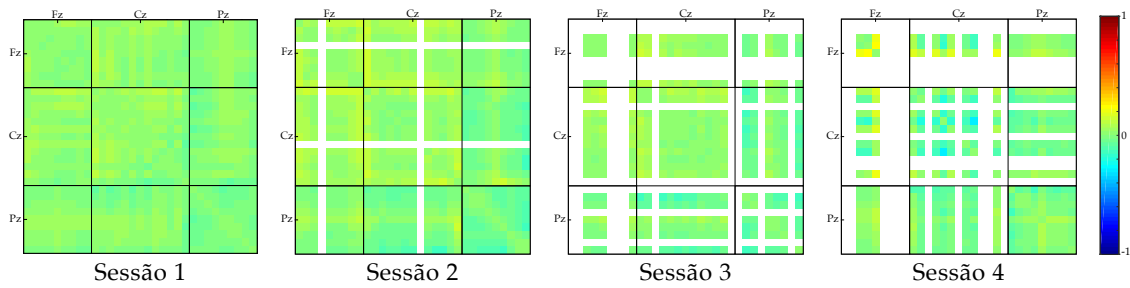 Fz Cz Pz Fz Cz Pz Fz Cz Pz Fz Cz Pz 1
Fz Fz Fz Fz
Cz Cz Cz Cz 0
Pz Pz Pz Pz
-1
Sessão 1 Sessão 2 Sessão 3 Sessão 4